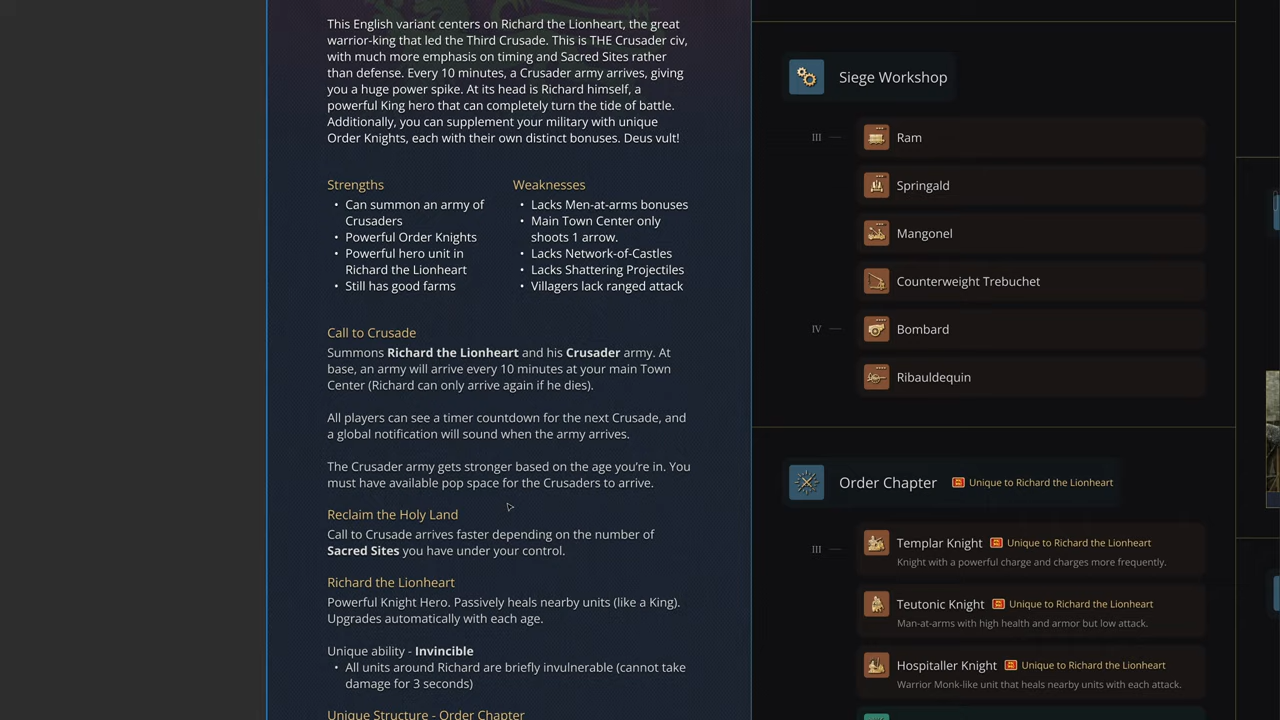 This English variant centers on Richard the Lionheart, the great
warrior-king that led the Third Crusade. This is THE Crusader civ,
with much more emphasis on timing and Sacred Sites rather
than defense. Every 10 minutes, a Crusader army arrives, giving
you a huge power spike. At its head is Richard himself, a
powerful King hero that can completely turn the tide of battle.
Additionally, you can supplement your military with unique
Order Knights, each with their own distinct bonuses. Deus vult!
Strengths
• Can summon an army of
Crusaders
• Powerful Order Knights
• Powerful hero unit in
Richard the Lionheart
• Still has good farms
Weaknesses
• Lacks Men-at-arms bonuses
• Main Town Center only
shoots 1 arrow.
• Lacks Network-of-Castles
• Lacks Shattering Projectiles
• Villagers lack ranged attack
Call to Crusade
Summons Richard the Lionheart and his Crusader army. At
base, an army will arrive every 10 minutes at your main Town
Center (Richard can only arrive again if he dies).
All players can see a timer countdown for the next Crusade, and
a global notification will sound when the army arrives.
The Crusader army gets stronger based on the age you're in. You
must have available pop space for the Crusaders to arrive.
Reclaim the Holy Land
Call to Crusade arrives faster depending on the number of
Sacred Sites you have under your control.
Richard the Lionheart
Powerful Knight Hero. Passively heals nearby units (like a King).
Upgrades automatically with each age.
Unique ability - Invincible
• All units around Richard are briefly invulnerable (cannot take
damage for 3 seconds)
Unique Structure - Order Chapter
Siege Workshop
III
Ram
Springald
Mangonel
Counterweight Trebuchet
IV
Bombard
Ribauldequin
Order Chapter Unique to Richard the Lionheart
III
Templar Knight Unique to Richard the Lionheart
Knight with a powerful charge and charges more frequently.
Teutonic Knight Unique to Richard the Lionheart
Man-at-arms with high health and armor but low attack.
Hospitaller Knight Unique to Richard the Lionheart
Warrior Monk-like unit that heals nearby units with each attack.